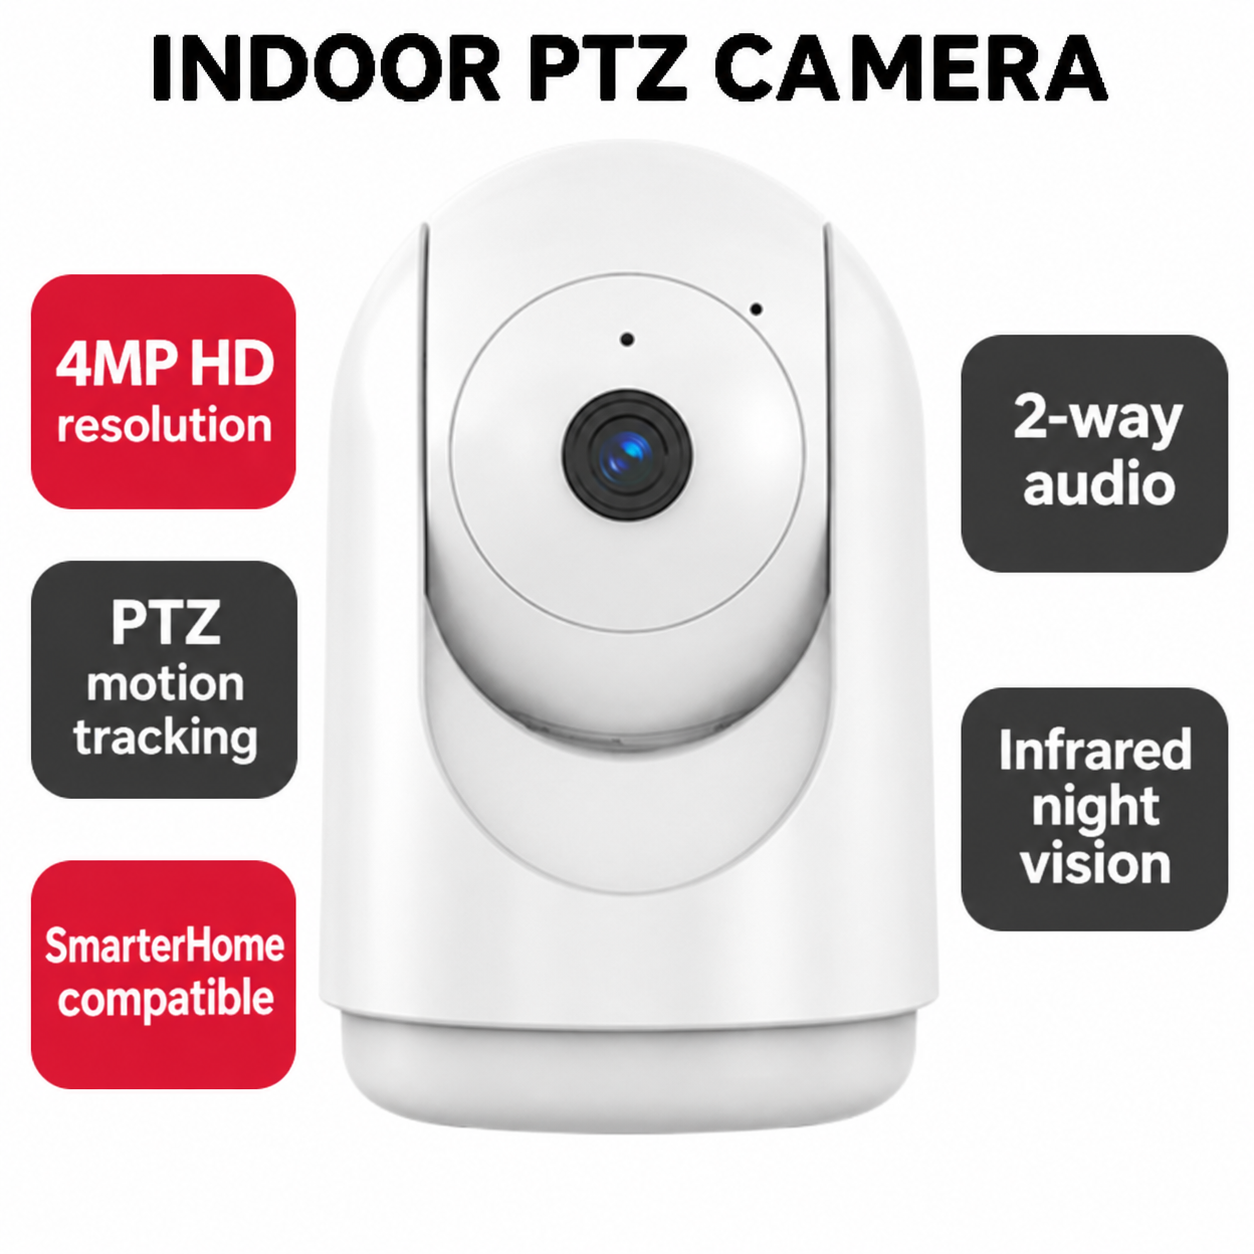 INDOOR PTZ CAMERA
4MP HD
resolution
PTZ
motion
tracking
SmarterHome
compatible
2-way
audio
Infrared
night
vision